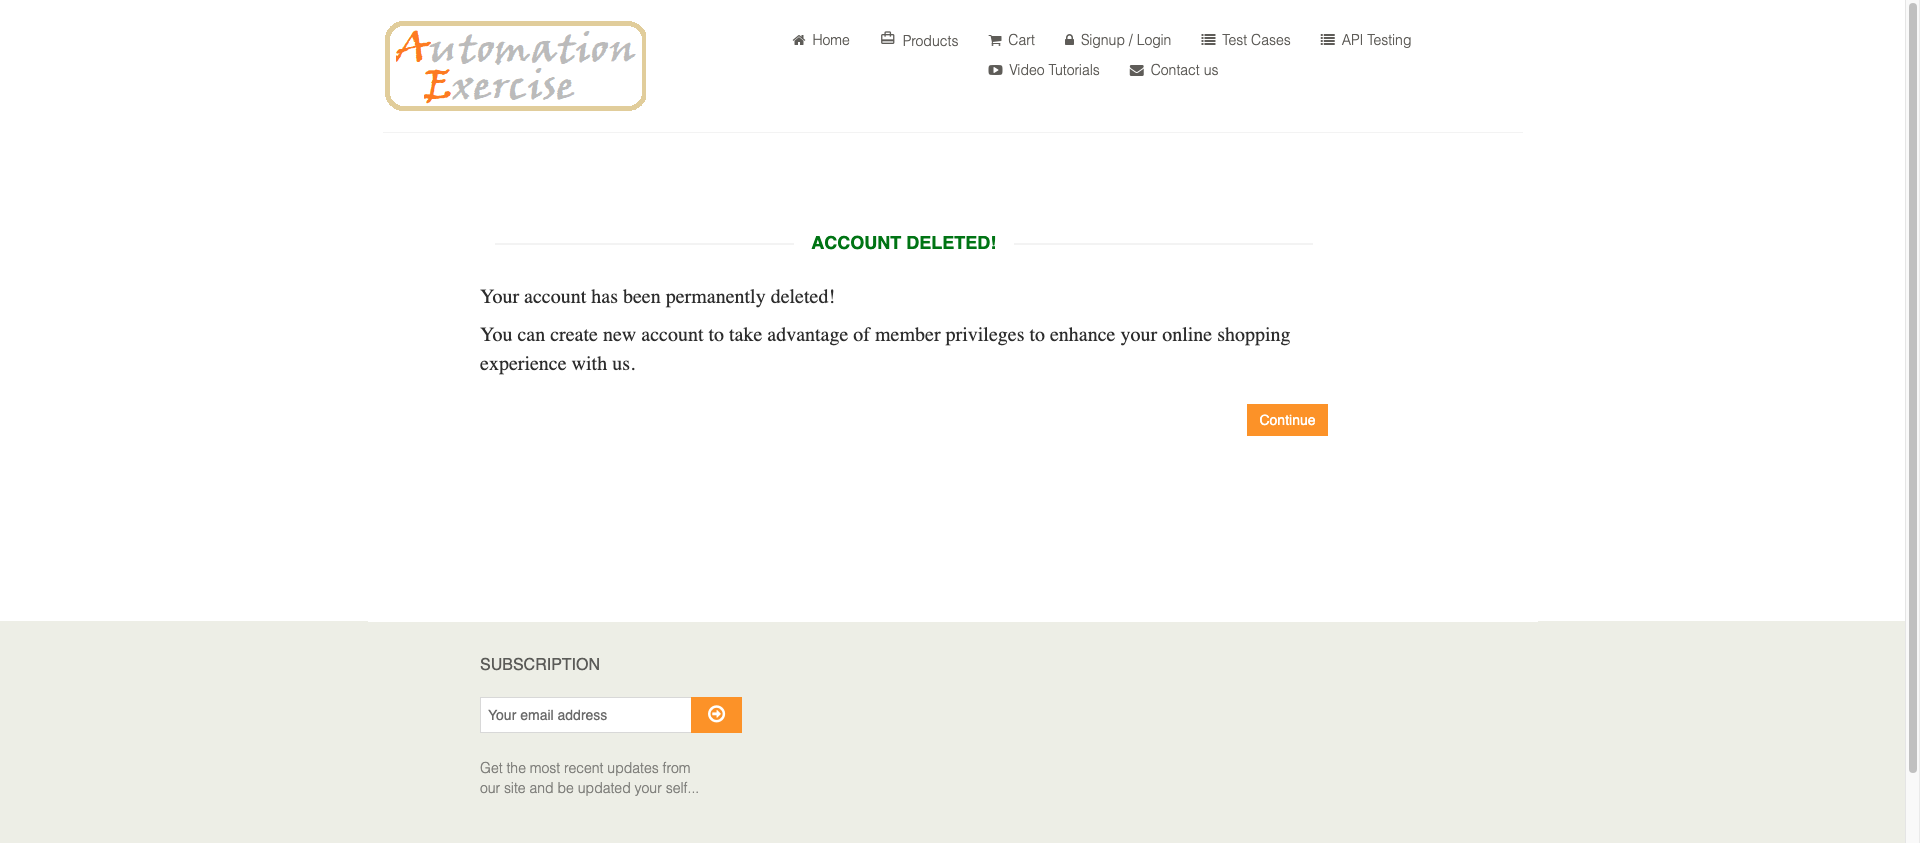 Automation
Exercise
Home
Products
Cart
Signup / Login
Test Cases
API Testing
Video Tutorials
Contact us
ACCOUNT DELETED!
Your account has been permanently deleted!
You can create new account to take advantage of member privileges to enhance your online shopping
experience with us.
Continue
SUBSCRIPTION
Your email address
Get the most recent updates from
our site and be updated your self...